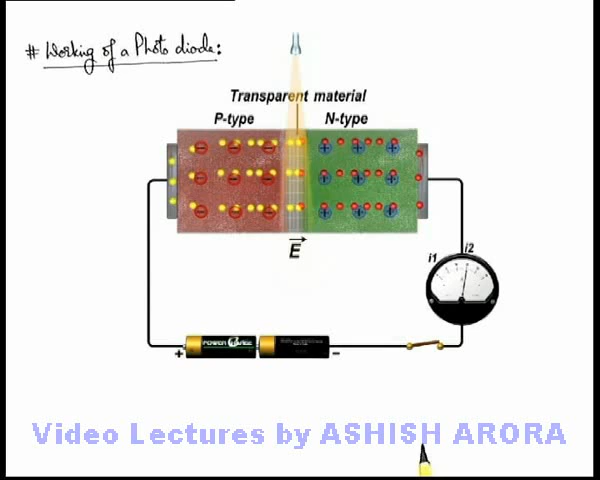 # Working of a Photo diode:
Transparent material
P-type N-type
E
i1 i2
+ POWER −
Video Lectures by ASHISH ARORA